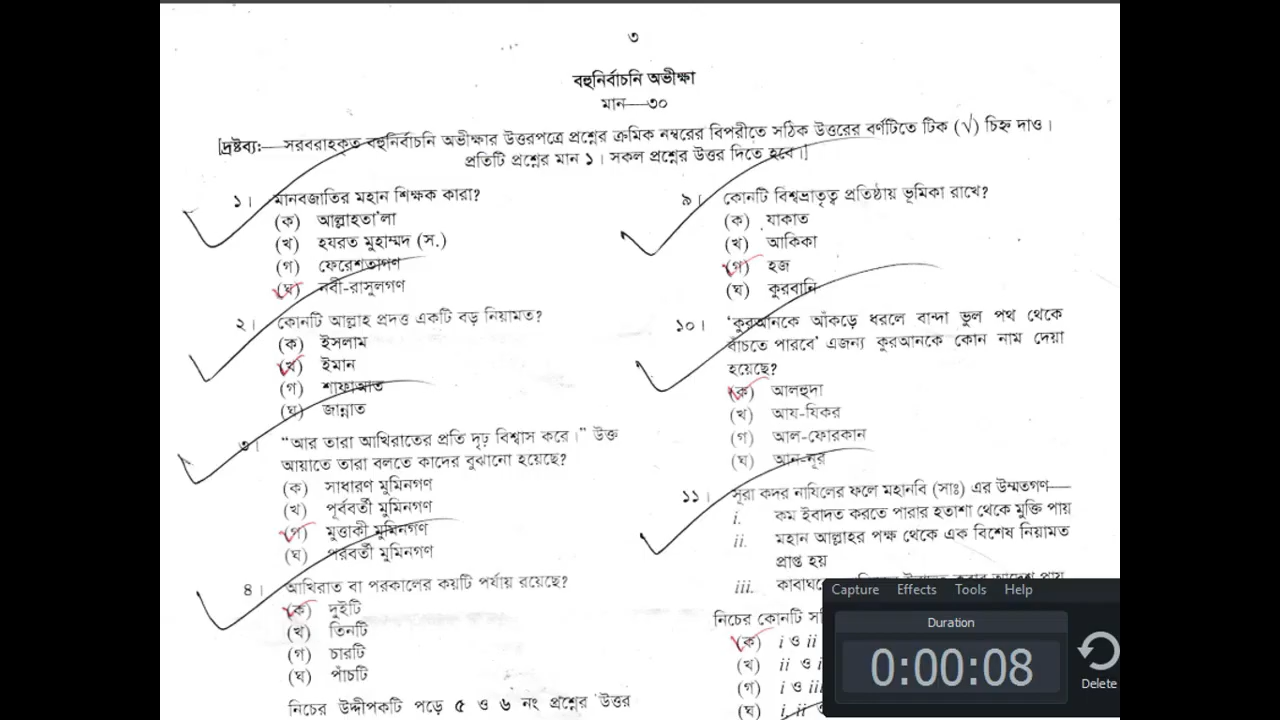 ৩
বহুনির্বাচনি অভীক্ষা
মান—৩০
[দ্রষ্টব্যঃ—সরবরাহকৃত বহুনির্বাচনি অভীক্ষার উত্তরপত্রে প্রশ্নের ক্রমিক নম্বরের বিপরীতে সঠিক উত্তরের বর্ণটিতে টিক (√) চিহ্ন দাও।
প্রতিটি প্রশ্নের মান ১। সকল প্রশ্নের উত্তর দিতে হবে।]
১। মানবজাতির মহান শিক্ষক কারা?
(ক) আল্লাহতা'লা
(খ) হযরত মুহাম্মদ (স.)
(গ) ফেরেশতাগণ
(ঘ) নবী-রাসুলগণ
২। কোনটি আল্লাহ প্রদত্ত একটি বড় নিয়ামত?
(ক) ইসলাম
(খ) ইমান
(গ) শাফাআত
(ঘ) জান্নাত
৩। “আর তারা আখিরাতের প্রতি দৃঢ় বিশ্বাস করে।” উক্ত
আয়াতে তারা বলতে কাদের বুঝানো হয়েছে?
(ক) সাধারণ মুমিনগণ
(খ) পূর্ববর্তী মুমিনগণ
(গ) মুত্তাকী মুমিনগণ
(ঘ) পরবর্তী মুমিনগণ
৪। আখিরাত বা পরকালের কয়টি পর্যায় রয়েছে?
(ক) দুইটি
(খ) তিনটি
(গ) চারটি
(ঘ) পাঁচটি
নিচের উদ্দীপকটি পড়ে ৫ ও ৬ নং প্রশ্নের উত্তর
৯। কোনটি বিশ্বভ্রাতৃত্ব প্রতিষ্ঠায় ভূমিকা রাখে?
(ক) যাকাত
(খ) আকিকা
(গ) হজ
(ঘ) কুরবানি
১০। ‘কুরআনকে আঁকড়ে ধরলে বান্দা ভুল পথ থেকে
বাঁচতে পারবে’ এজন্য কুরআনকে কোন নাম দেয়া
হয়েছে?
(ক) আলহুদা
(খ) আয-যিকর
(গ) আল-ফোরকান
(ঘ) আন-নূর
১১। সূরা কদর নাযিলের ফলে মহানবি (সাঃ) এর উম্মতগণ—
i. কম ইবাদত করতে পারার হতাশা থেকে মুক্তি পায়
ii. মহান আল্লাহর পক্ষ থেকে এক বিশেষ নিয়ামত
প্রাপ্ত হয়
iii.
নিচের কোনটি
(ক) i ও ii
(খ) ii ও
(গ) i ও iii
(ঘ) i, ii
Capture Effects Tools Help
Duration
0:00:08
Delete